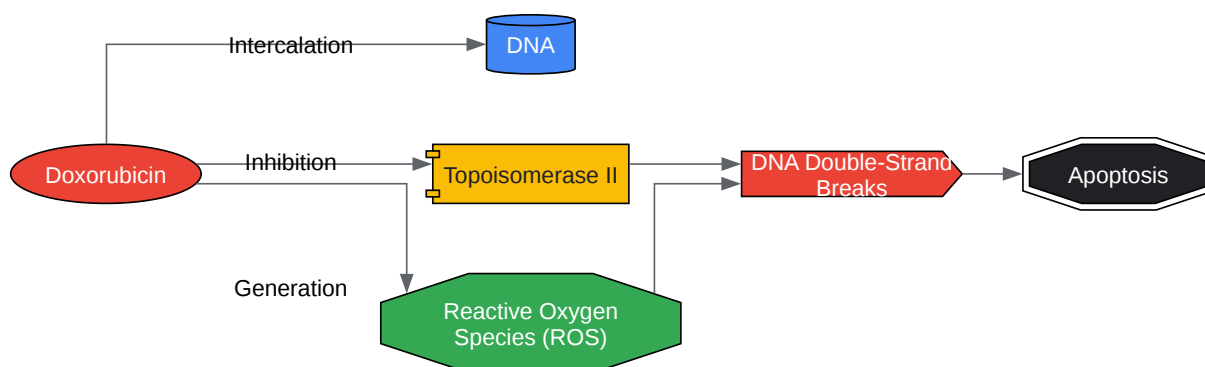 Intercalation
DNA
Doxorubicin
Inhibition
Topoisomerase II
DNA Double-Strand
Breaks
Apoptosis
Generation
Reactive Oxygen
Species (ROS)